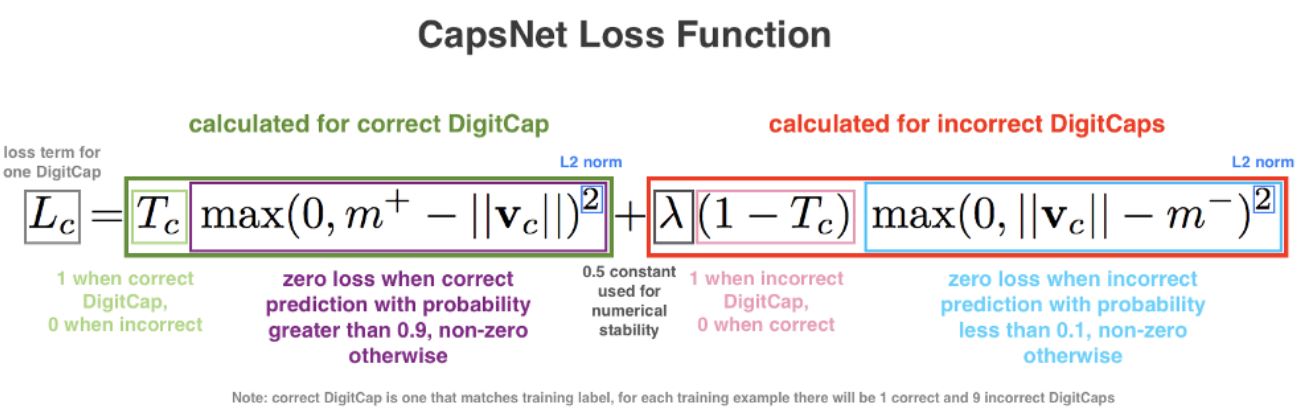 CapsNet Loss Function
calculated for correct DigitCap
calculated for incorrect DigitCaps
loss term for
one DigitCap
L2 norm
L2 norm
L_c = T_c max(0, m^+ − ||v_c||)^2 + λ(1 − T_c) max(0, ||v_c|| − m^−)^2
1 when correct
DigitCap,
0 when incorrect
zero loss when correct
prediction with probability
greater than 0.9, non-zero
otherwise
0.5 constant
used for
numerical
stability
1 when incorrect
DigitCap,
0 when correct
zero loss when incorrect
prediction with probability
less than 0.1, non-zero
otherwise
Note: correct DigitCap is one that matches training label, for each training example there will be 1 correct and 9 incorrect DigitCaps